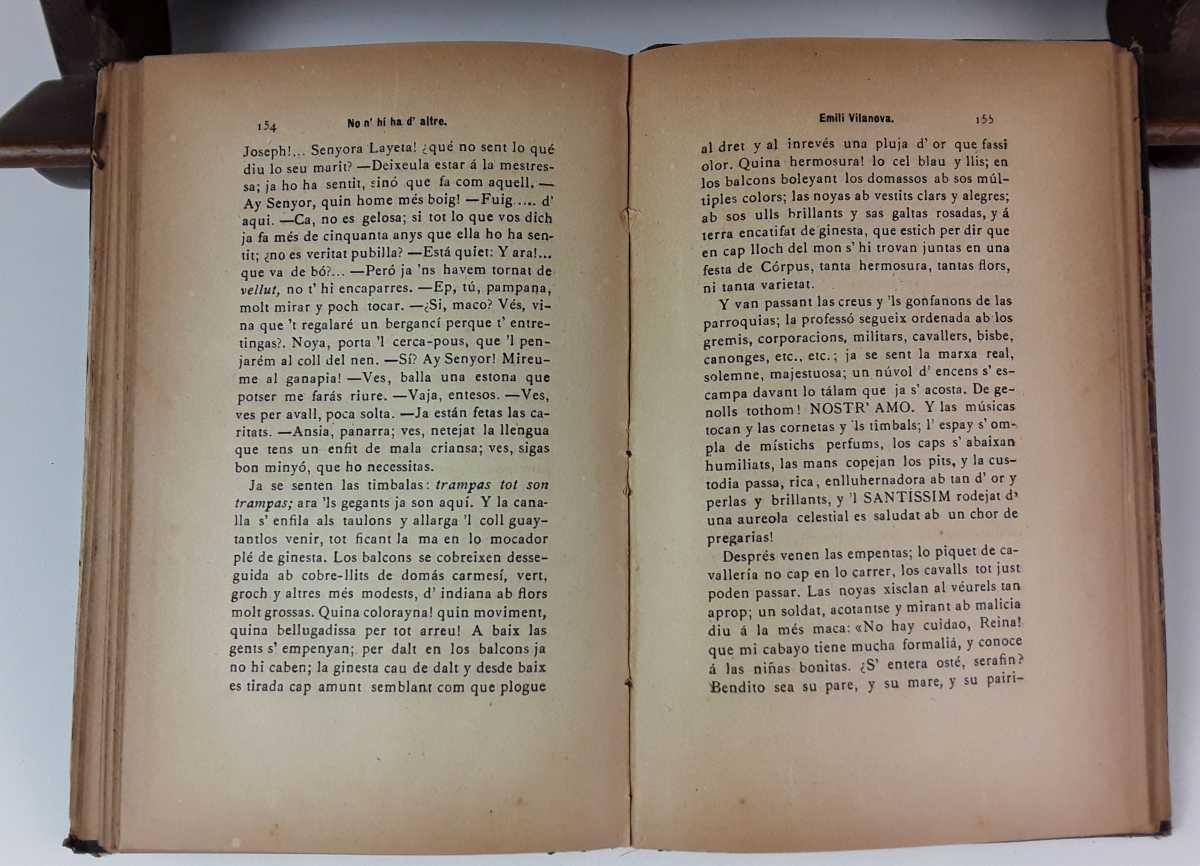 154 No n' hi ha d' altre.
Joseph!... Senyora Layeta! ¿qué no sent lo qué
diu lo seu marit? —Deixeula estar á la mestres-
sa; ja ho ha sentit, sinó que fa com aquell. —
Ay Senyor, quin home més boig! —Fuig..... d'
aqui. —Ca, no es gelosa; si tot lo que vos dich
ja fa més de cinquanta anys que ella ho ha sen-
tit; ¿no es veritat pubilla? —Está quiet: Y ara!...
que va de bó?... —Peró ja 'ns havem tornat de
vellut, no t' hi encaparres. —Ep, tú, pampana,
molt mirar y poch tocar. —¿Si, maco? Vés, vi-
na que 't regalaré un bergancí perque t' entre-
tingas?. Noya, porta 'l cerca-pous, que 'l pen-
jarém al coll del nen. —Sí? Ay Senyor! Mireu-
me al ganapia! —Ves, balla una estona que
potser me farás riure. —Vaja, entesos. —Ves,
ves per avall, poca solta. —Ja están fetas las ca-
ritats. —Ansia, panarra; ves, netejat la llengua
que tens un enfit de mala criansa; ves, sigas
bon minyó, que ho necessitas.
Ja se senten las timbalas: trampas tot son
trampas; ara 'ls gegants ja son aquí. Y la cana-
lla s' enfila als taulons y allarga 'l coll guay-
tantlos venir, tot ficant la ma en lo mocador
plé de ginesta. Los balcons se cobreixen desse-
guida ab cobre-llits de domás carmesí, vert,
groch y altres més modests, d' indiana ab flors
molt grossas. Quina colorayna! quin moviment,
quina bellugadissa per tot arreu! A baix las
gents s' empenyan; per dalt en los balcons ja
no hi caben; la ginesta cau de dalt y desde baix
es tirada cap amunt semblant com que plogue
Emili Vilanova. 155
al dret y al inrevés una pluja d' or que fassi
olor. Quina hermosura! lo cel blau y llis; en
los balcons boleyant los domassos ab sos múl-
tiples colors; las noyas ab vestits clars y alegres;
ab sos ulls brillants y sas galtas rosadas, y á
terra encatifat de ginesta, que estich per dir que
en cap lloch del mon s' hi trovan juntas en una
festa de Córpus, tanta hermosura, tantas flors,
ni tanta varietat.
Y van passant las creus y 'ls gonfanons de las
parroquias; la professó segueix ordenada ab los
gremis, corporacions, militars, cavallers, bisbe,
canonges, etc., etc.; ja se sent la marxa real,
solemne, majestuosa; un núvol d' encens s' es-
campa davant lo tálam que ja s' acosta. De ge-
nolls tothom! NOSTR' AMO. Y las músicas
tocan y las cornetas y 'ls timbals; l' espay s' om-
pla de místichs perfums, los caps s' abaixan
humiliats, las mans copejan los pits, y la cus-
todia passa, rica, enlluhernadora ab tan d' or y
perlas y brillants, y 'l SANTÍSSIM rodejat d'
una aureola celestial es saludat ab un chor de
pregarias!
Després venen las empentas; lo piquet de ca-
vallería no cap en lo carrer, los cavalls tot just
poden passar. Las noyas xisclan al véurels tan
aprop; un soldat, acotantse y mirant ab malicia
diu á la més maca: «No hay cuidao, Reina!
que mi cabayo tiene mucha formaliá, y conoce
á las niñas bonitas. ¿S' entera osté, serafin?
Bendito sea su pare, y su mare, y su pairi-